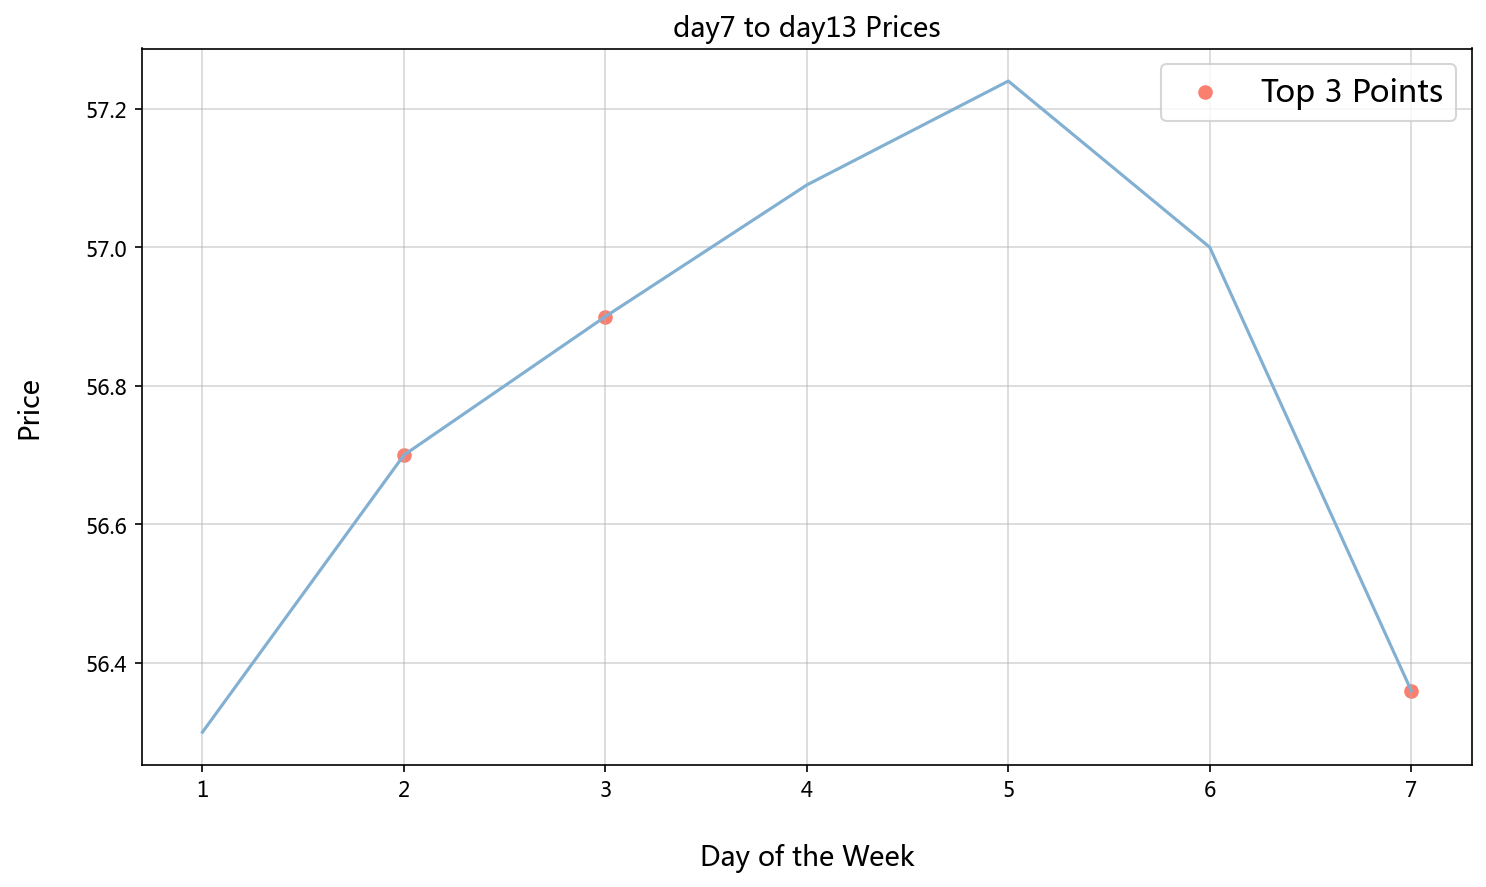 day7 to day13 Prices
Top 3 Points
57.2
57.0
56.8
56.6
56.4
Price
1 2 3 4 5 6 7
Day of the Week